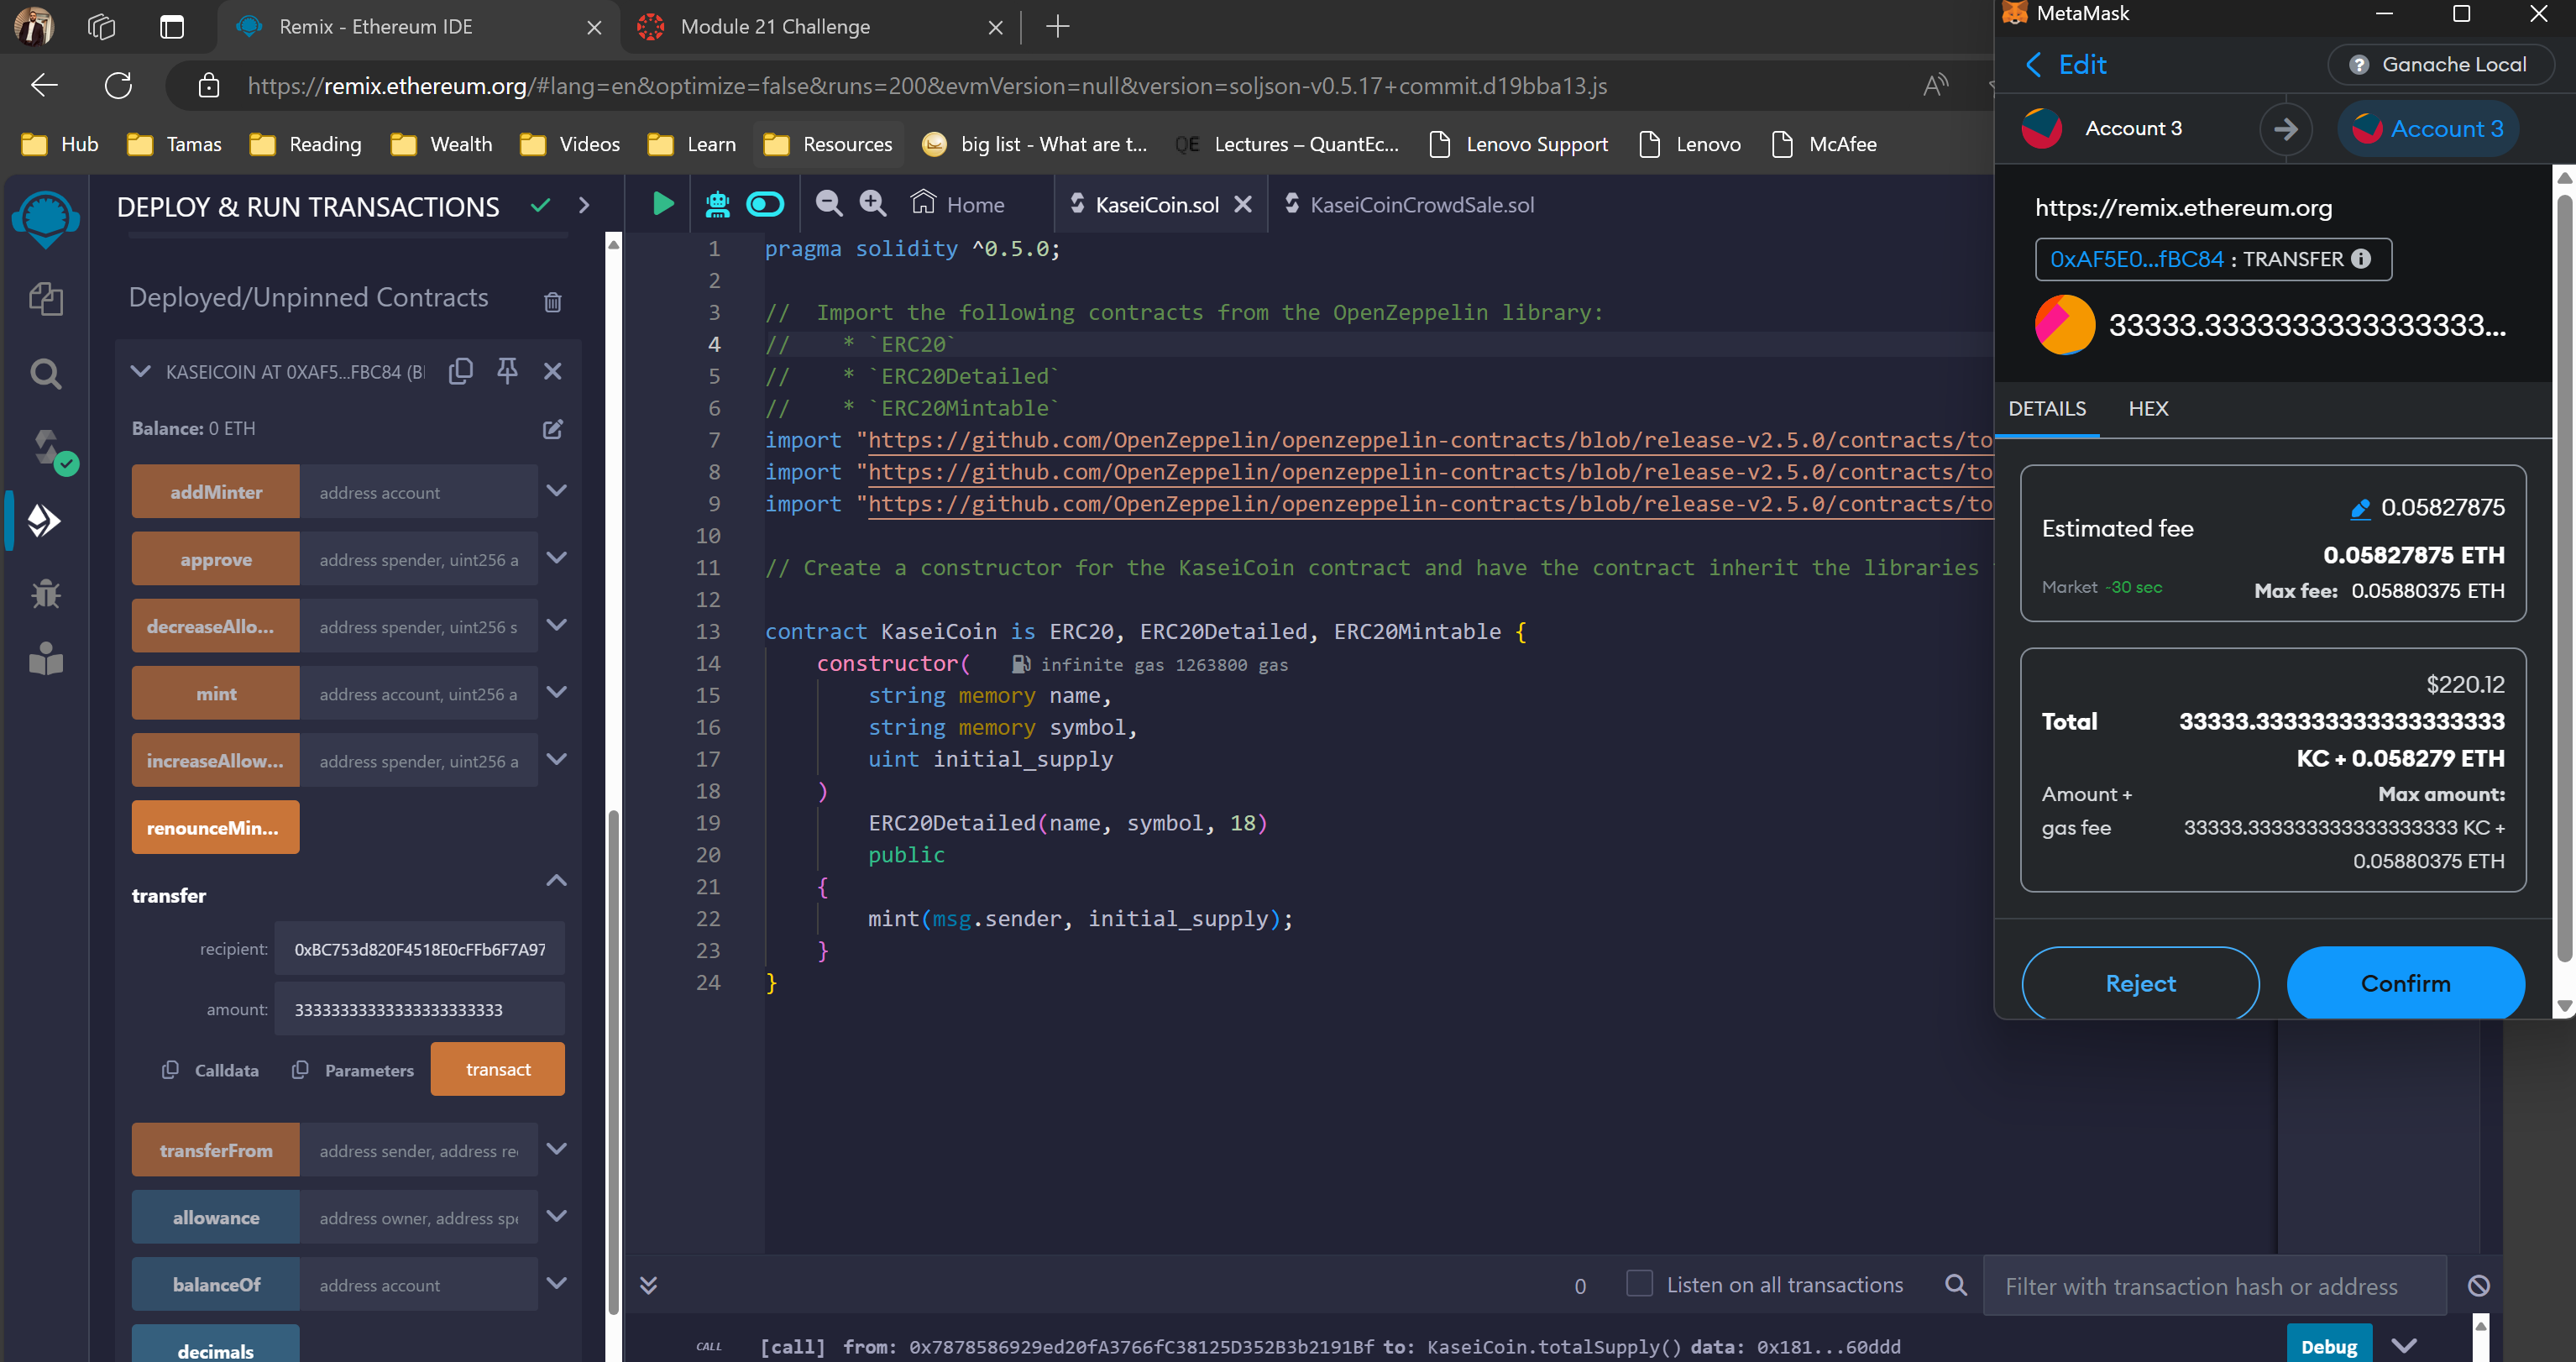 Remix - Ethereum IDE
Module 21 Challenge
https://remix.ethereum.org/#lang=en&optimize=false&runs=200&evmVersion=null&version=soljson-v0.5.17+commit.d19bba13.js
Hub
Tamas
Reading
Wealth
Videos
Learn
Resources
big list - What are t...
QE
Lectures – QuantEc...
Lenovo Support
Lenovo
McAfee
DEPLOY & RUN TRANSACTIONS
Deployed/Unpinned Contracts
KASEICOIN AT 0XAF5...FBC84 (Bl
Balance: 0 ETH
addMinter address account
approve address spender, uint256 a
decreaseAllo... address spender, uint256 s
mint address account, uint256 a
increaseAllow... address spender, uint256 a
renounceMin...
transfer
recipient: 0xBC753d820F4518E0cFFb6F7A97
amount: 33333333333333333333333
Calldata
Parameters
transact
transferFrom address sender, address re
allowance address owner, address spe
balanceOf address account
decimals
Home
KaseiCoin.sol
KaseiCoinCrowdSale.sol
1 pragma solidity ^0.5.0;
2
3 //  Import the following contracts from the OpenZeppelin library:
4 //    * `ERC20`
5 //    * `ERC20Detailed`
6 //    * `ERC20Mintable`
7 import "https://github.com/OpenZeppelin/openzeppelin-contracts/blob/release-v2.5.0/contracts/to
8 import "https://github.com/OpenZeppelin/openzeppelin-contracts/blob/release-v2.5.0/contracts/to
9 import "https://github.com/OpenZeppelin/openzeppelin-contracts/blob/release-v2.5.0/contracts/to
10
11 // Create a constructor for the KaseiCoin contract and have the contract inherit the libraries
12
13 contract KaseiCoin is ERC20, ERC20Detailed, ERC20Mintable {
14     constructor( infinite gas 1263800 gas
15         string memory name,
16         string memory symbol,
17         uint initial_supply
18     )
19         ERC20Detailed(name, symbol, 18)
20         public
21     {
22         mint(msg.sender, initial_supply);
23     }
24 }
0
Listen on all transactions
Filter with transaction hash or address
CALL [call] from: 0x7878586929ed20fA3766fC38125D352B3b2191Bf to: KaseiCoin.totalSupply() data: 0x181...60ddd
Debug
MetaMask
Edit
Ganache Local
Account 3
Account 3
https://remix.ethereum.org
0xAF5E0...fBC84 : TRANSFER
DETAILS
HEX
Estimated fee
0.05827875
0.05827875 ETH
Market -30 sec
Max fee: 0.05880375 ETH
$220.12
Total
33333.333333333333333333
KC + 0.058279 ETH
Amount +
gas fee
Max amount:
33333.333333333333333333 KC +
0.05880375 ETH
Reject
Confirm